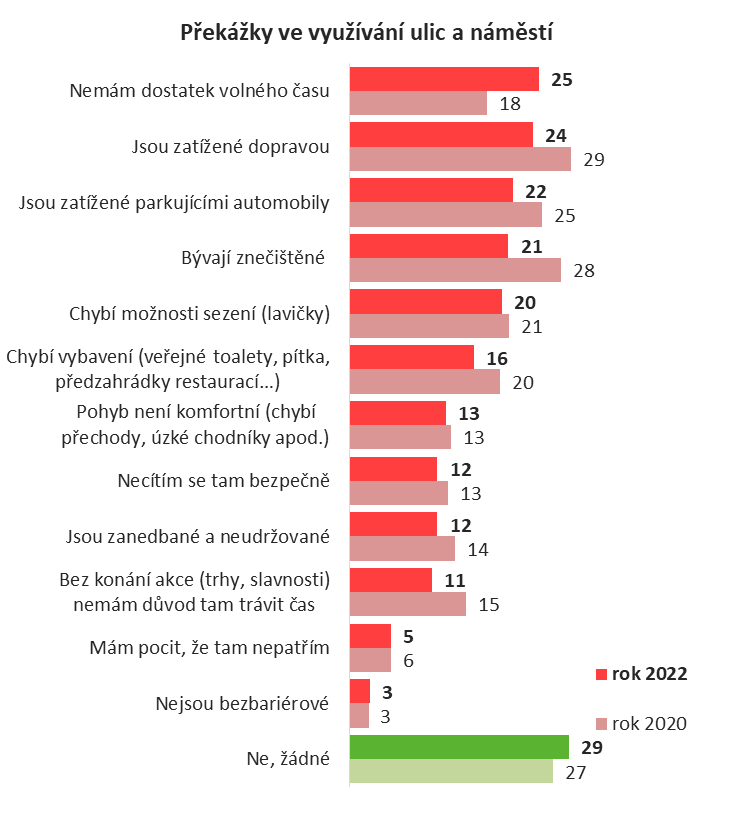 Překážky ve využívání ulic a náměstí
Nemám dostatek volného času
25
18
Jsou zatížené dopravou
24
29
Jsou zatížené parkujícími automobily
22
25
Bývají znečištěné
21
28
Chybí možnosti sezení (lavičky)
20
21
Chybí vybavení (veřejné toalety, pítka,
předzahrádky restaurací...)
16
20
Pohyb není komfortní (chybí
přechody, úzké chodníky apod.)
13
13
Necítím se tam bezpečně
12
13
Jsou zanedbané a neudržované
12
14
Bez konání akce (trhy, slavnosti)
nemám důvod tam trávit čas
11
15
Mám pocit, že tam nepatřím
5
6
Nejsou bezbariérové
3
3
Ne, žádné
29
27
rok 2022
rok 2020